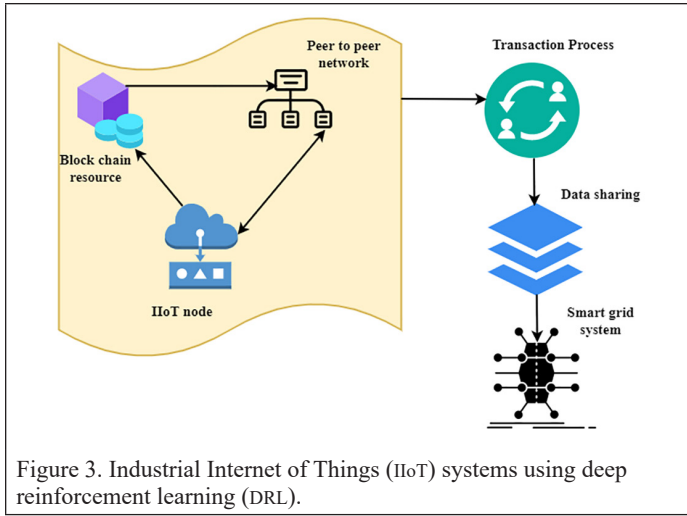 Peer to peer
network
Transaction Process
Block chain
resource
Data sharing
IIoT node
Smart grid
system
Figure 3. Industrial Internet of Things (IIoT) systems using deep
reinforcement learning (DRL).